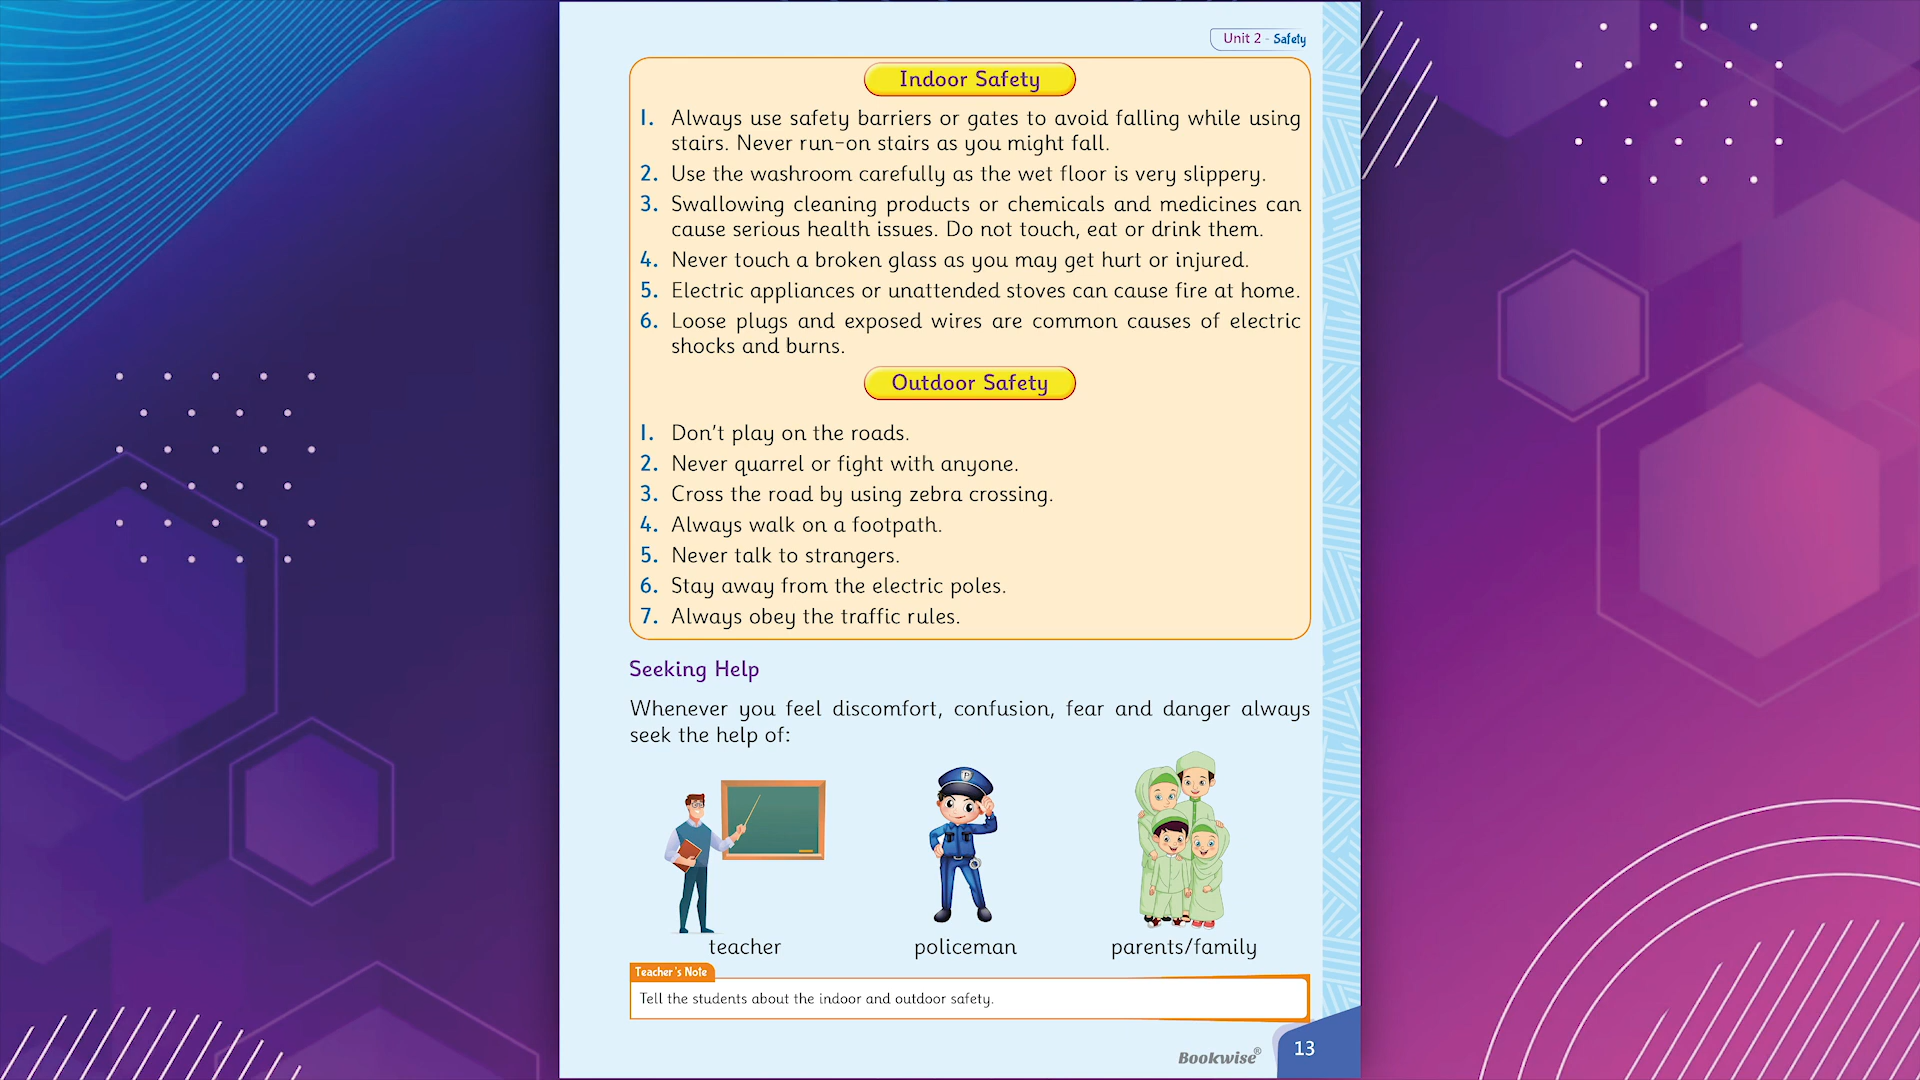 Unit 2 - Safety
Indoor Safety
1. Always use safety barriers or gates to avoid falling while using
stairs. Never run-on stairs as you might fall.
2. Use the washroom carefully as the wet floor is very slippery.
3. Swallowing cleaning products or chemicals and medicines can
cause serious health issues. Do not touch, eat or drink them.
4. Never touch a broken glass as you may get hurt or injured.
5. Electric appliances or unattended stoves can cause fire at home.
6. Loose plugs and exposed wires are common causes of electric
shocks and burns.
Outdoor Safety
1. Don't play on the roads.
2. Never quarrel or fight with anyone.
3. Cross the road by using zebra crossing.
4. Always walk on a footpath.
5. Never talk to strangers.
6. Stay away from the electric poles.
7. Always obey the traffic rules.
Seeking Help
Whenever you feel discomfort, confusion, fear and danger always
seek the help of:
P
teacher policeman parents/family
Teacher's Note
Tell the students about the indoor and outdoor safety.
Bookwise® 13